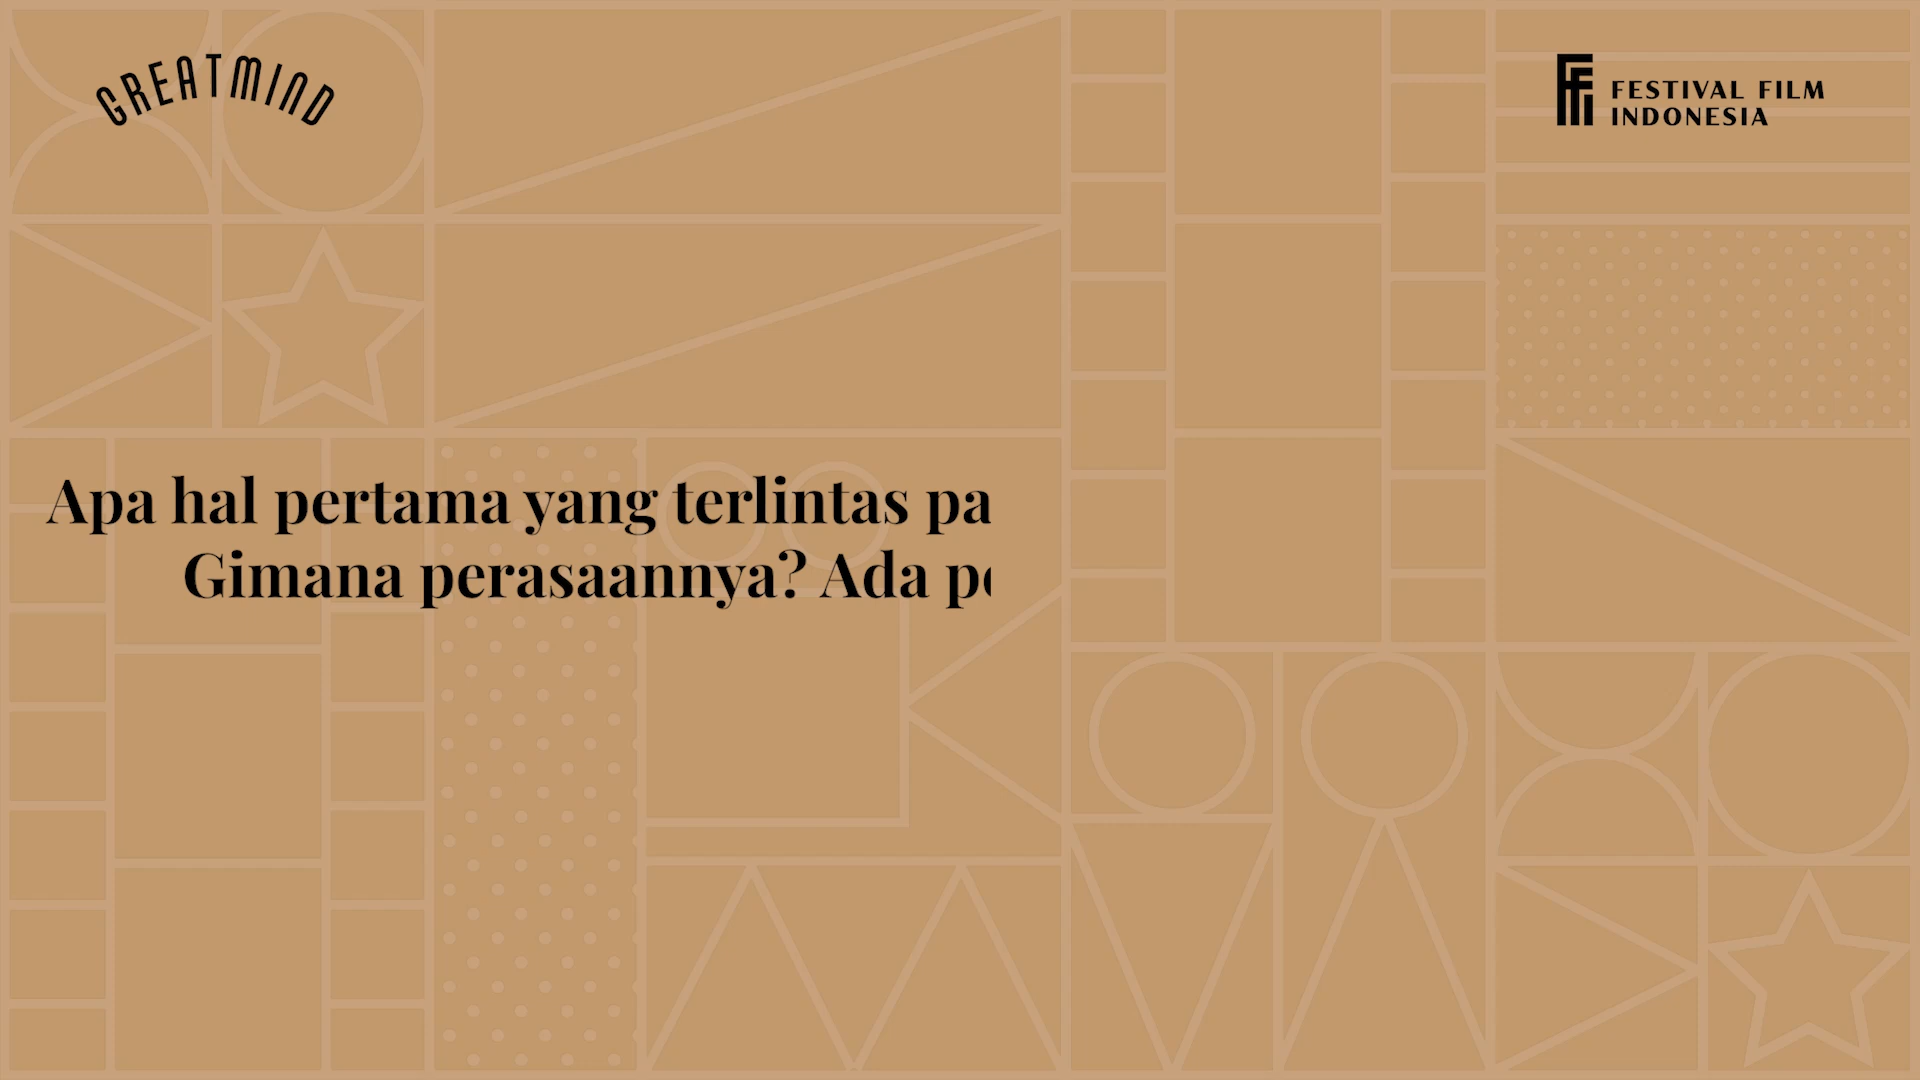 GREATMIND
FESTIVAL FILM
INDONESIA
Apa hal pertama yang terlintas pa
Gimana perasaannya? Ada